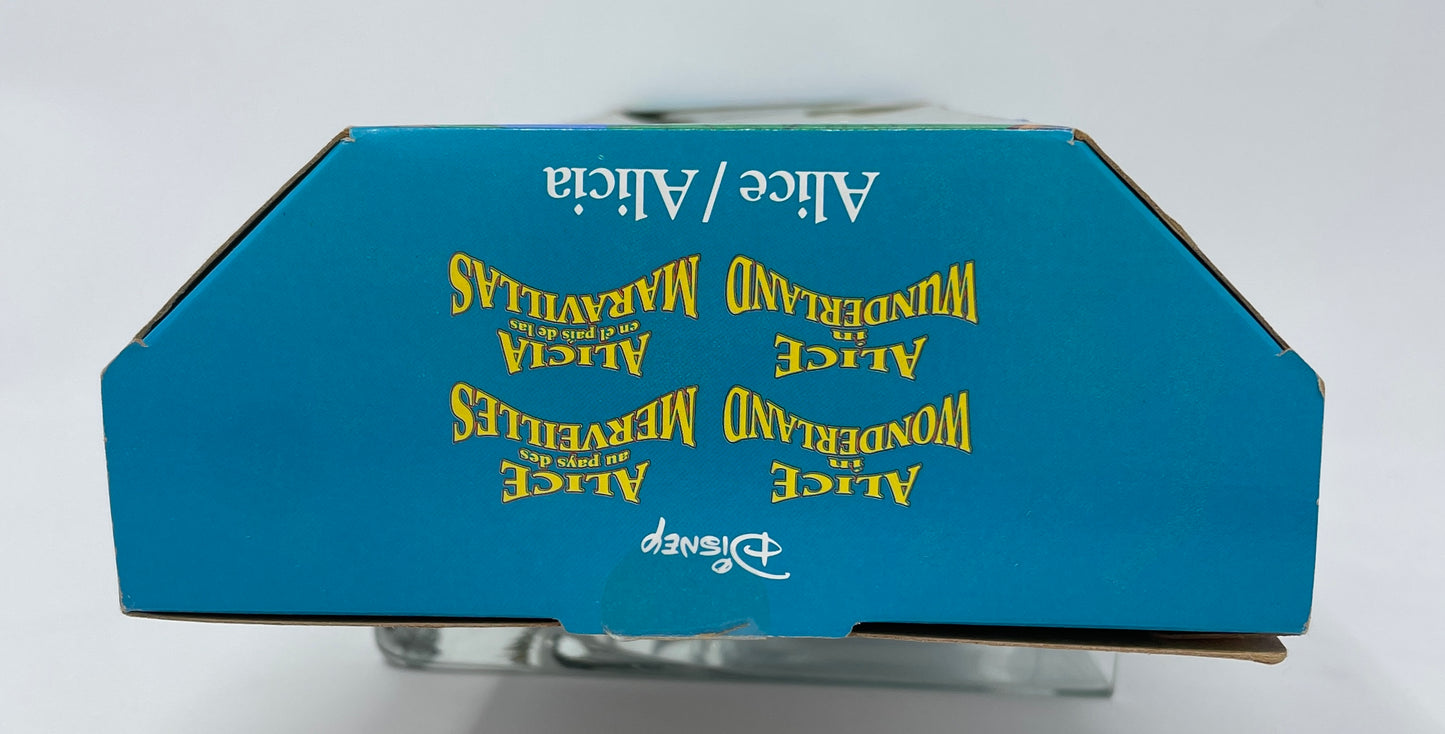 Disney
ALICE
in
WONDERLAND
ALICE
au pays des
MERVEILLES
ALICE
in
WUNDERLAND
ALICIA
en el país de las
MARAVILLAS
Alice / Alicia